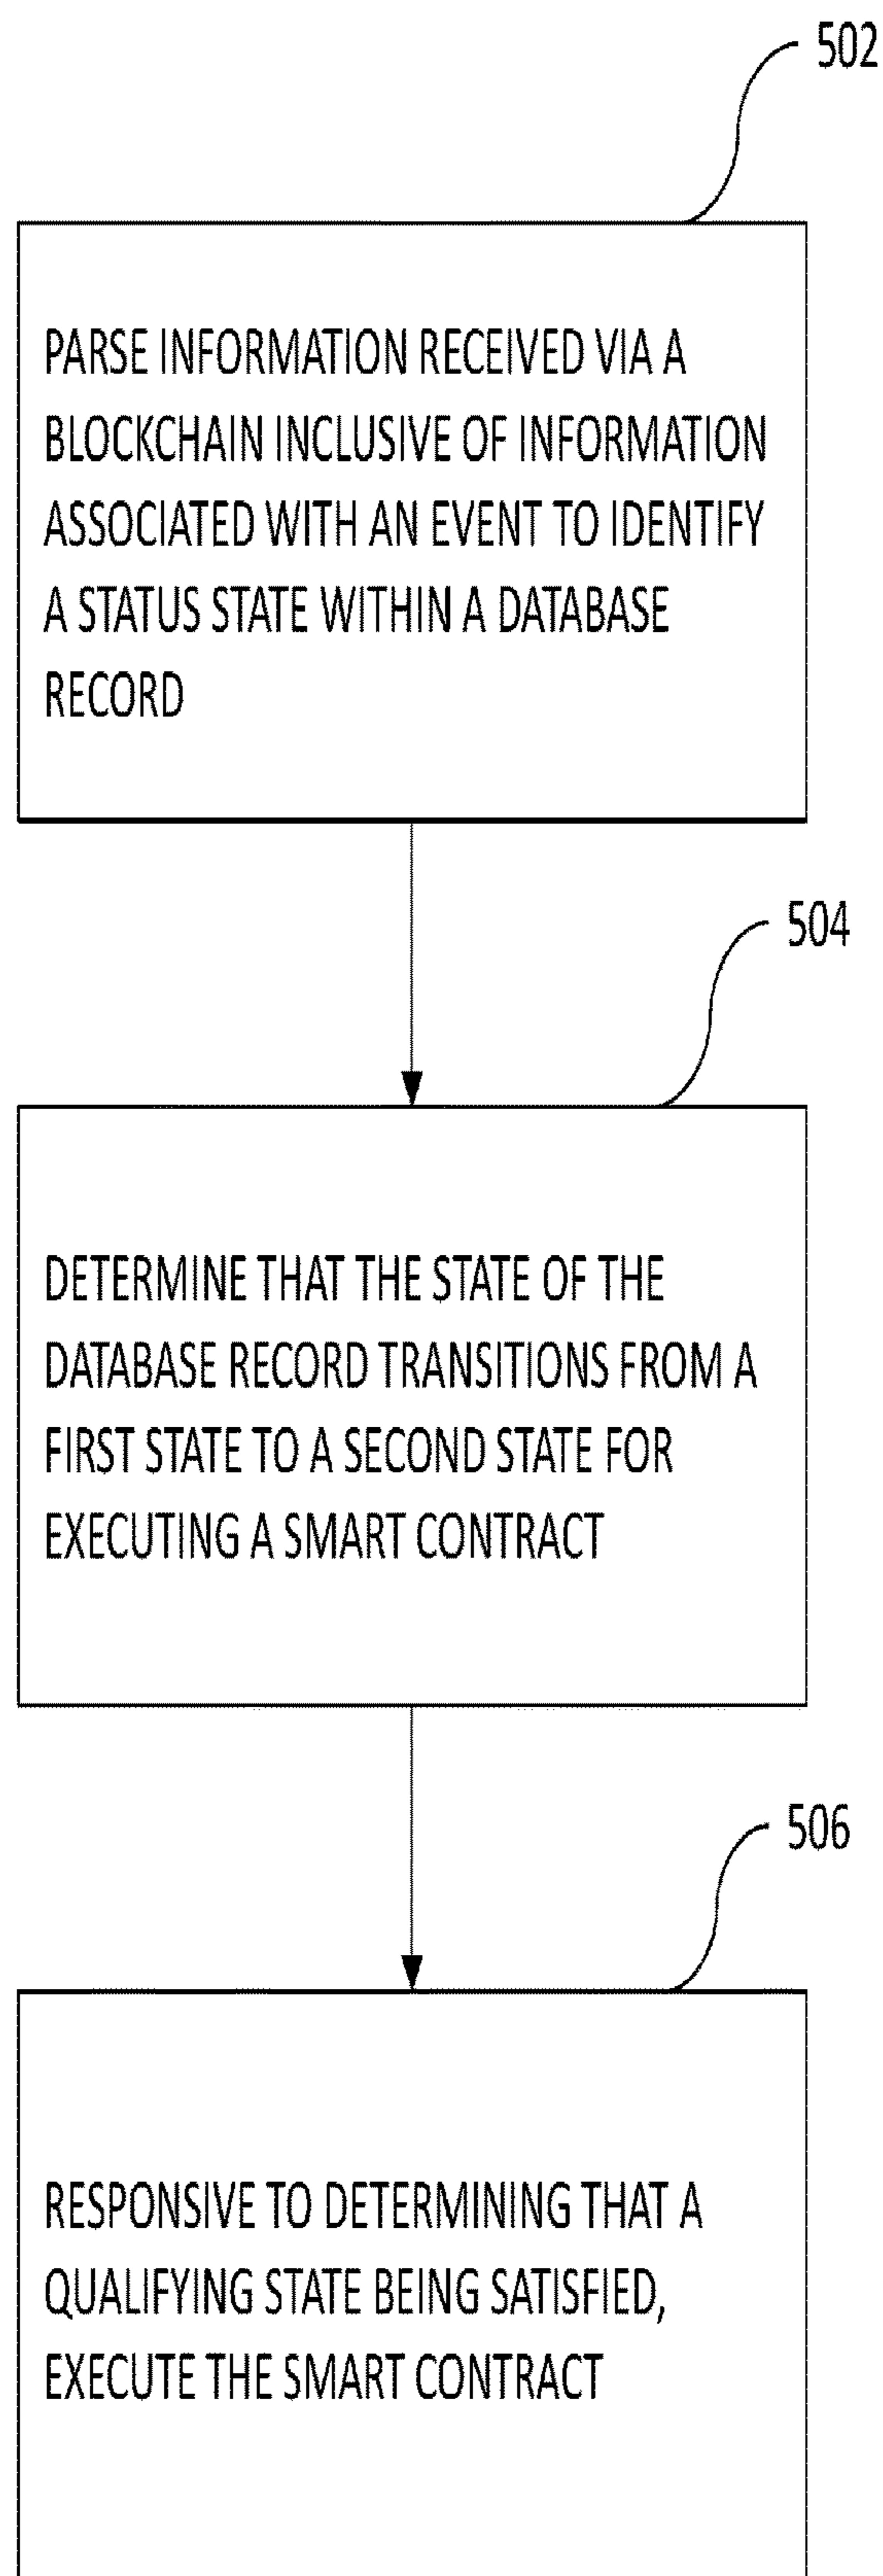 502
PARSE INFORMATION RECEIVED VIA A
BLOCKCHAIN INCLUSIVE OF INFORMATION
ASSOCIATED WITH AN EVENT TO IDENTIFY
A STATUS STATE WITHIN A DATABASE
RECORD
504
DETERMINE THAT THE STATE OF THE
DATABASE RECORD TRANSITIONS FROM A
FIRST STATE TO A SECOND STATE FOR
EXECUTING A SMART CONTRACT
506
RESPONSIVE TO DETERMINING THAT A
QUALIFYING STATE BEING SATISFIED,
EXECUTE THE SMART CONTRACT